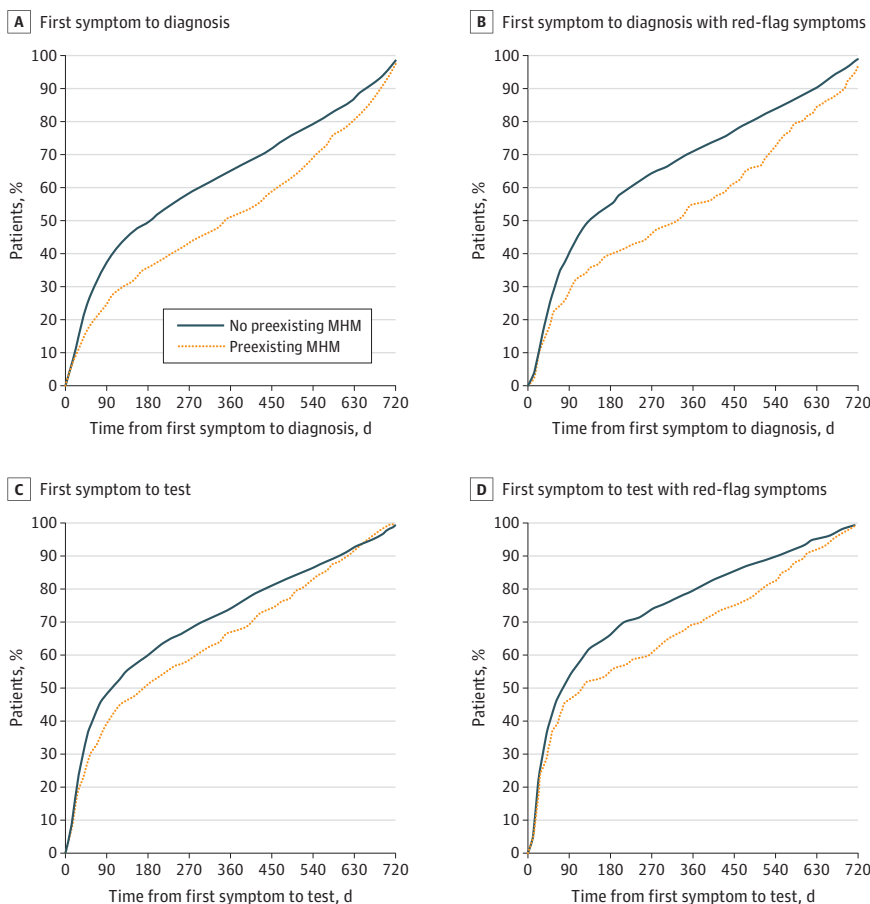 A First symptom to diagnosis
Patients, %
100
90
80
70
60
50
40
30
20
10
0
No preexisting MHM
Preexisting MHM
0 90 180 270 360 450 540 630 720
Time from first symptom to diagnosis, d
B First symptom to diagnosis with red-flag symptoms
Patients, %
100
90
80
70
60
50
40
30
20
10
0
0 90 180 270 360 450 540 630 720
Time from first symptom to diagnosis, d
C First symptom to test
Patients, %
100
90
80
70
60
50
40
30
20
10
0
0 90 180 270 360 450 540 630 720
Time from first symptom to test, d
D First symptom to test with red-flag symptoms
Patients, %
100
90
80
70
60
50
40
30
20
10
0
0 90 180 270 360 450 540 630 720
Time from first symptom to test, d